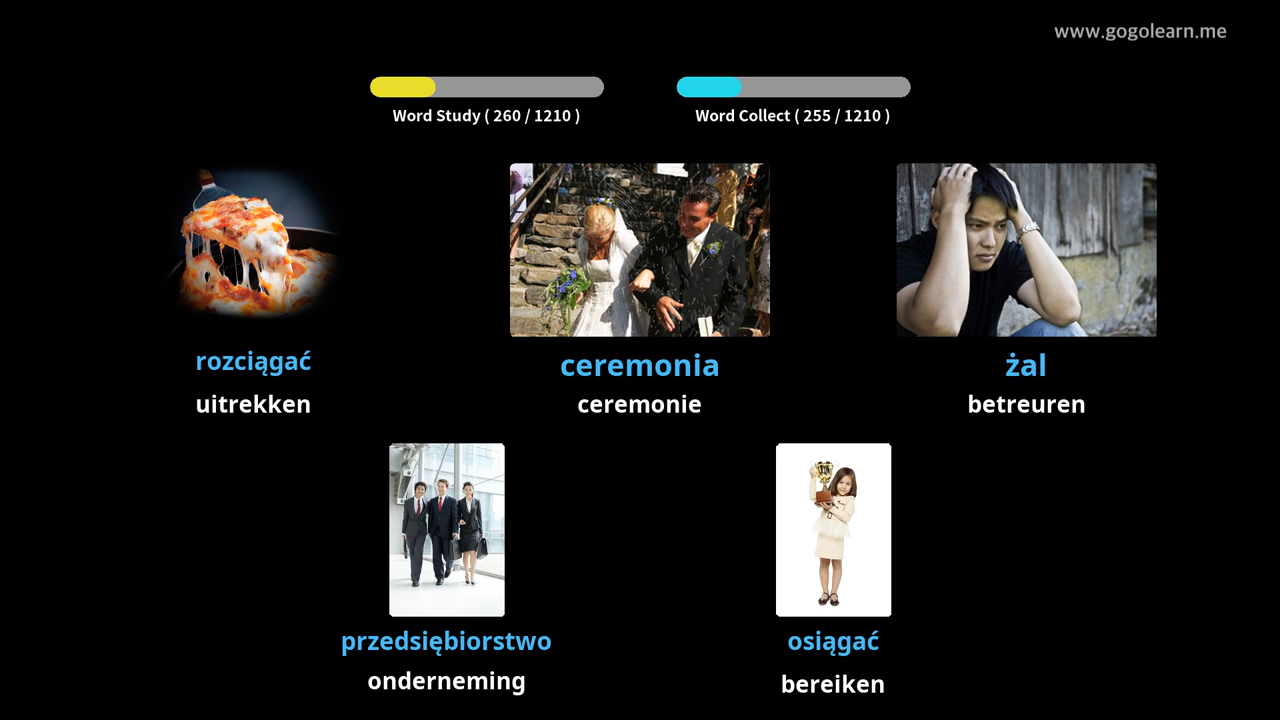 www.gogolearn.me
Word Study ( 260 / 1210 )
Word Collect ( 255 / 1210 )
rozciągać
uitrekken
ceremonia
ceremonie
żal
betreuren
przedsiębiorstwo
onderneming
osiągać
bereiken